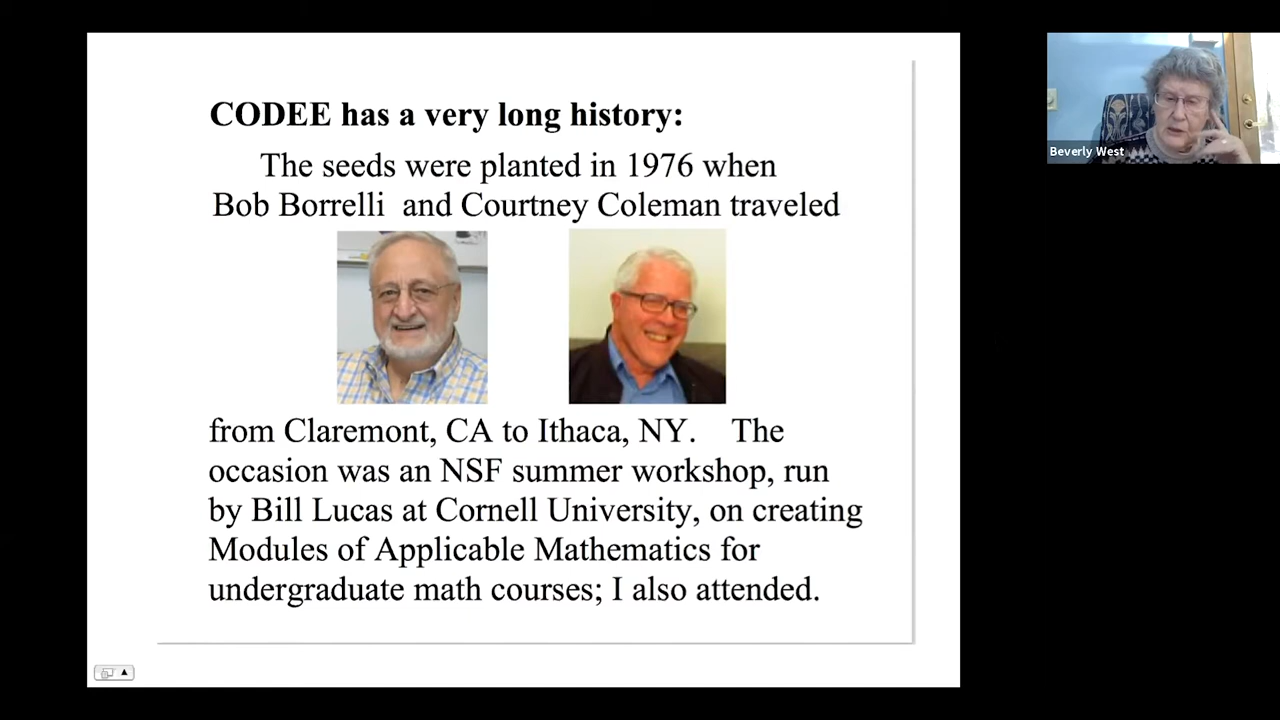 CODEE has a very long history:
The seeds were planted in 1976 when
Bob Borrelli and Courtney Coleman traveled
from Claremont, CA to Ithaca, NY. The
occasion was an NSF summer workshop, run
by Bill Lucas at Cornell University, on creating
Modules of Applicable Mathematics for
undergraduate math courses; I also attended.
Beverly West